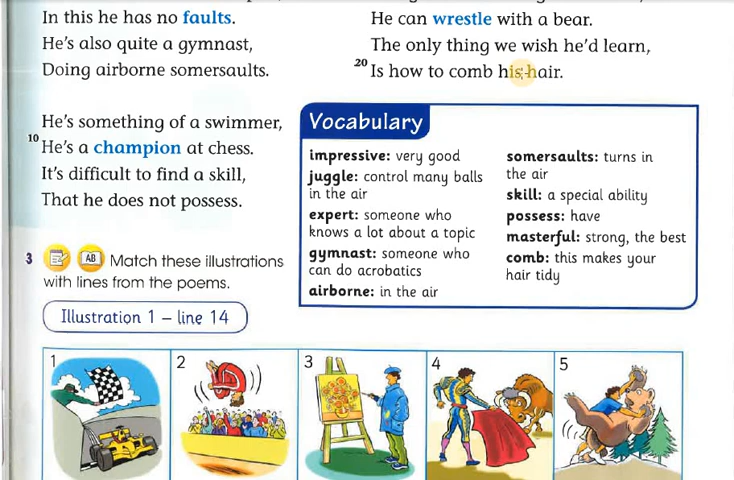 In this he has no faults.
He's also quite a gymnast,
Doing airborne somersaults.
He's something of a swimmer,
10 He's a champion at chess.
It's difficult to find a skill,
That he does not possess.
He can wrestle with a bear.
The only thing we wish he'd learn,
20 Is how to comb his hair.
Vocabulary
impressive: very good
juggle: control many balls
in the air
expert: someone who
knows a lot about a topic
gymnast: someone who
can do acrobatics
airborne: in the air
somersaults: turns in
the air
skill: a special ability
possess: have
masterful: strong, the best
comb: this makes your
hair tidy
3 AB Match these illustrations
with lines from the poems.
Illustration 1 – line 14
1
2
3
4
5